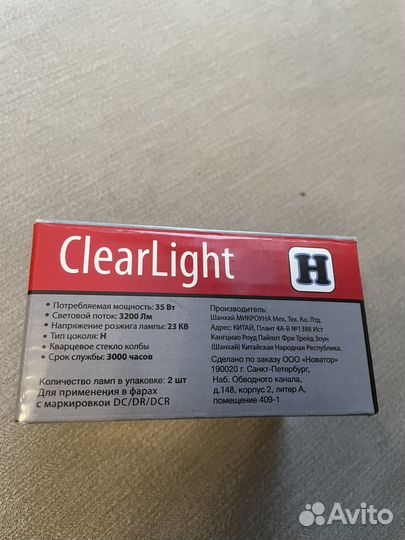 ClearLight
H
• Потребляемая мощность: 35 Вт
• Световой поток: 3200 Лм
• Напряжение розжига лампы: 23 КВ
• Тип цоколя: H
• Кварцевое стекло колбы
• Срок службы: 3000 часов
Количество ламп в упаковке: 2 шт
Для применения в фарах
с маркировкой DC/DR/DCR
Производитель:
Шанхай МИКРОУНА Мех. Тех. Ко. Лтд.
Адрес: КИТАЙ, Плант 4А-В №1388 Ист
Кангциао Роуд Пайлот Фри Трейд Зоун
(Шанхай) Китайская Народная Республика.
Сделано по заказу ООО «Новатор»
190020 г. Санкт-Петербург,
Наб. Обводного канала,
д.148, корпус 2, литер А,
помещение 409-1
Avito